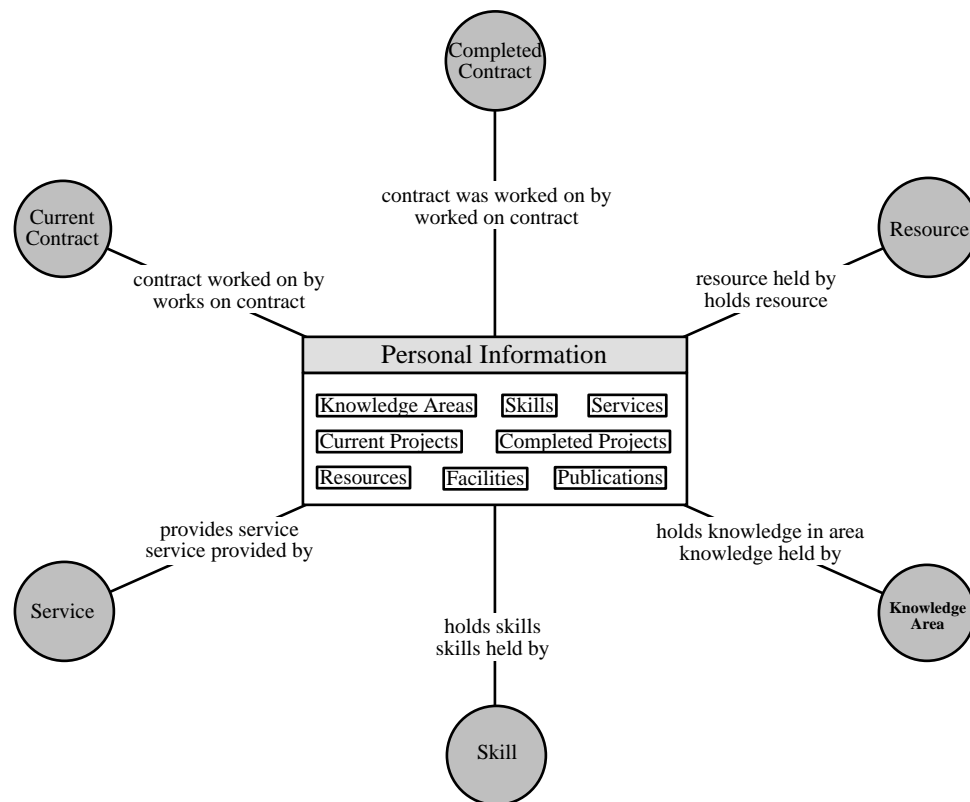 Completed
Contract
contract was worked on by
worked on contract
Current
Contract
Resource
contract worked on by
works on contract
resource held by
holds resource
Personal Information
Knowledge Areas Skills Services
Current Projects Completed Projects
Resources Facilities Publications
provides service
service provided by
holds knowledge in area
knowledge held by
Service
Knowledge
Area
holds skills
skills held by
Skill